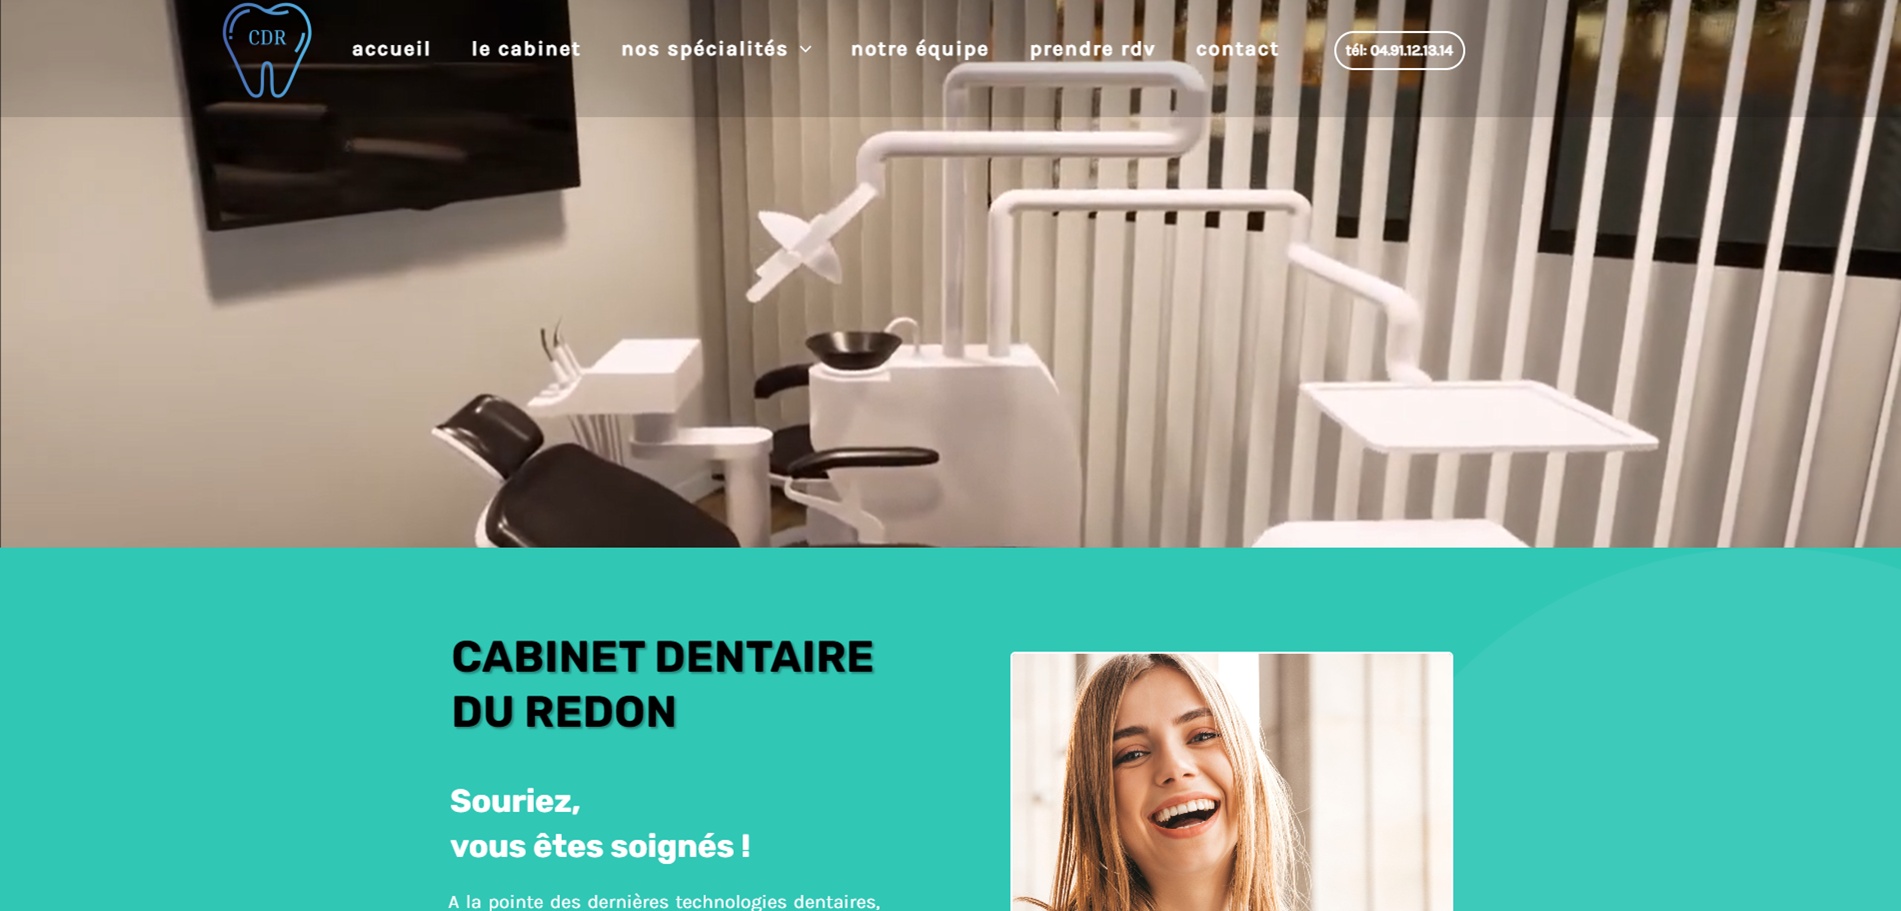 CDR
accueil
le cabinet
nos spécialités
notre équipe
prendre rdv
contact
tél: 04.91.12.13.14
CABINET DENTAIRE
DU REDON
Souriez,
vous êtes soignés !
A la pointe des dernières technologies dentaires,